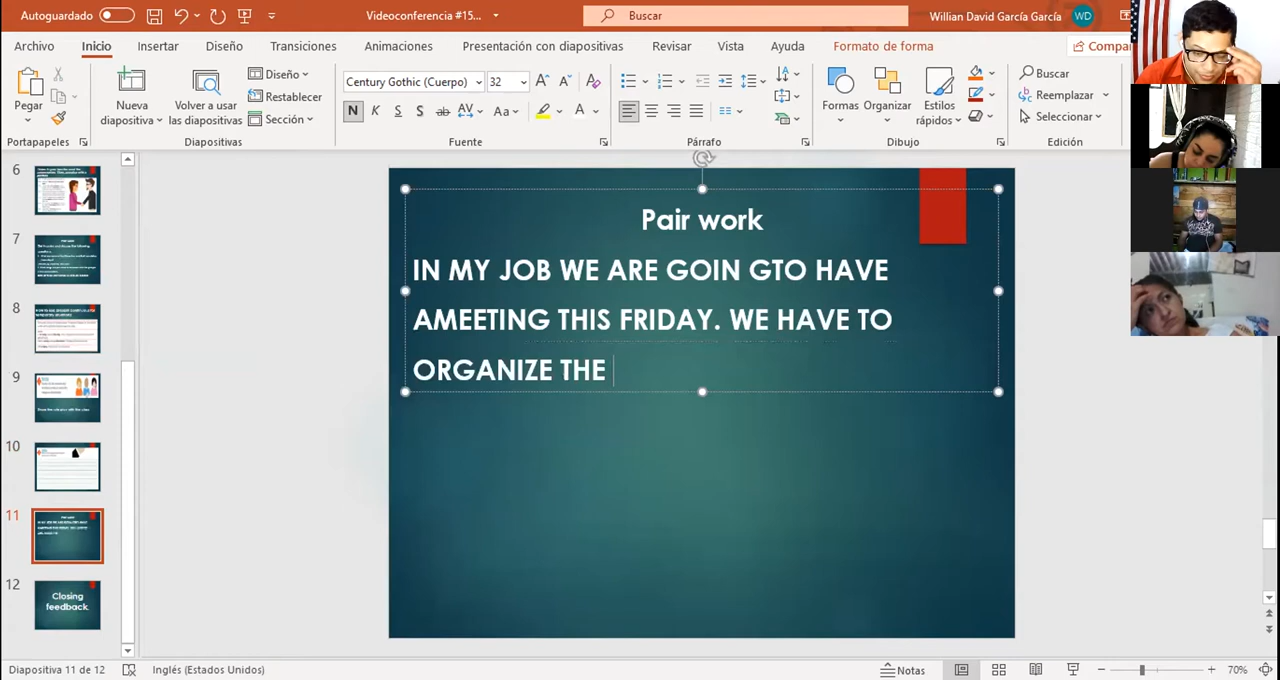 Autoguardado
Videoconferencia #15...
Buscar
Willian David García García
WD
Archivo
Inicio
Insertar
Diseño
Transiciones
Animaciones
Presentación con diapositivas
Revisar
Vista
Ayuda
Formato de forma
Compar
Pegar
Nueva
diapositiva
Volver a usar
las diapositivas
Diseño
Restablecer
Sección
Century Gothic (Cuerpo)
32
N K S S ab AV Aa A
Formas
Organizar
Estilos
rápidos
Buscar
Reemplazar
Seleccionar
Portapapeles
Diapositivas
Fuente
Párrafo
Dibujo
Edición
6
7
8
9
10
11
12
Closing
feedback.
Pair work
IN MY JOB WE ARE GOIN GTO HAVE
AMEETING THIS FRIDAY. WE HAVE TO
ORGANIZE THE
Diapositiva 11 de 12
Inglés (Estados Unidos)
Notas
70%